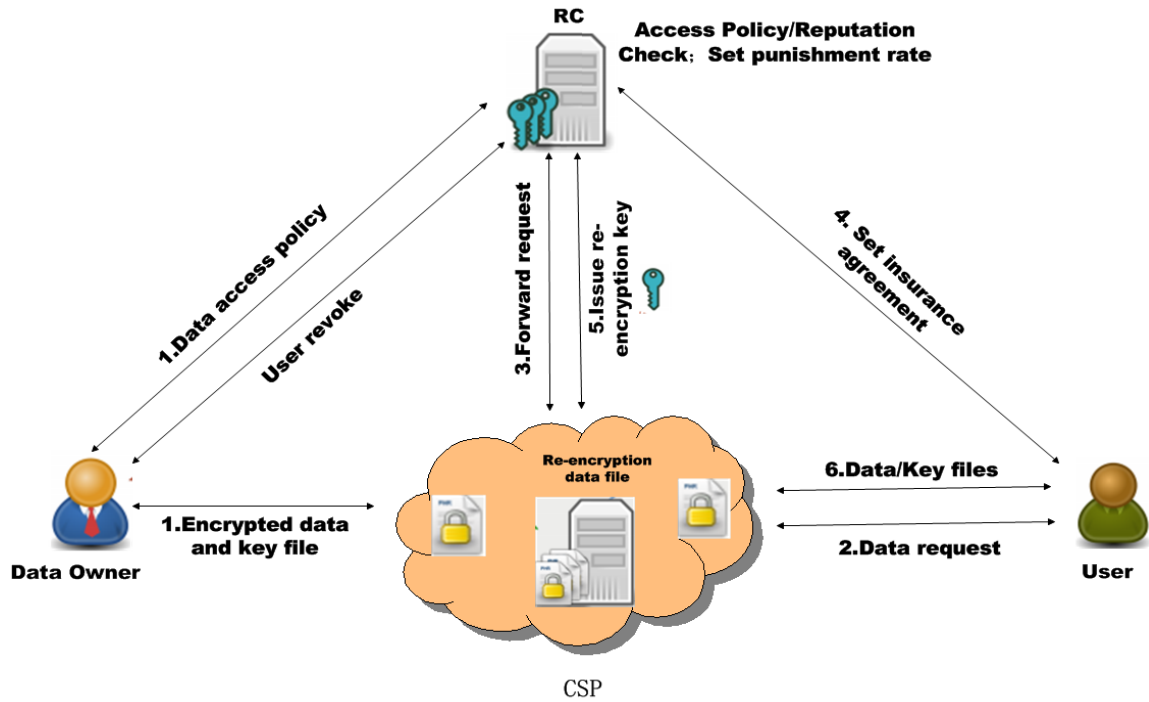 RC
Access Policy/Reputation
Check；Set punishment rate
1.Data access policy
User revoke
3.Forward request
5.Issue re-
encryption key
4. Set insurance
agreement
Re-encryption
data file
6.Data/Key files
2.Data request
1.Encrypted data
and key file
Data Owner
User
CSP